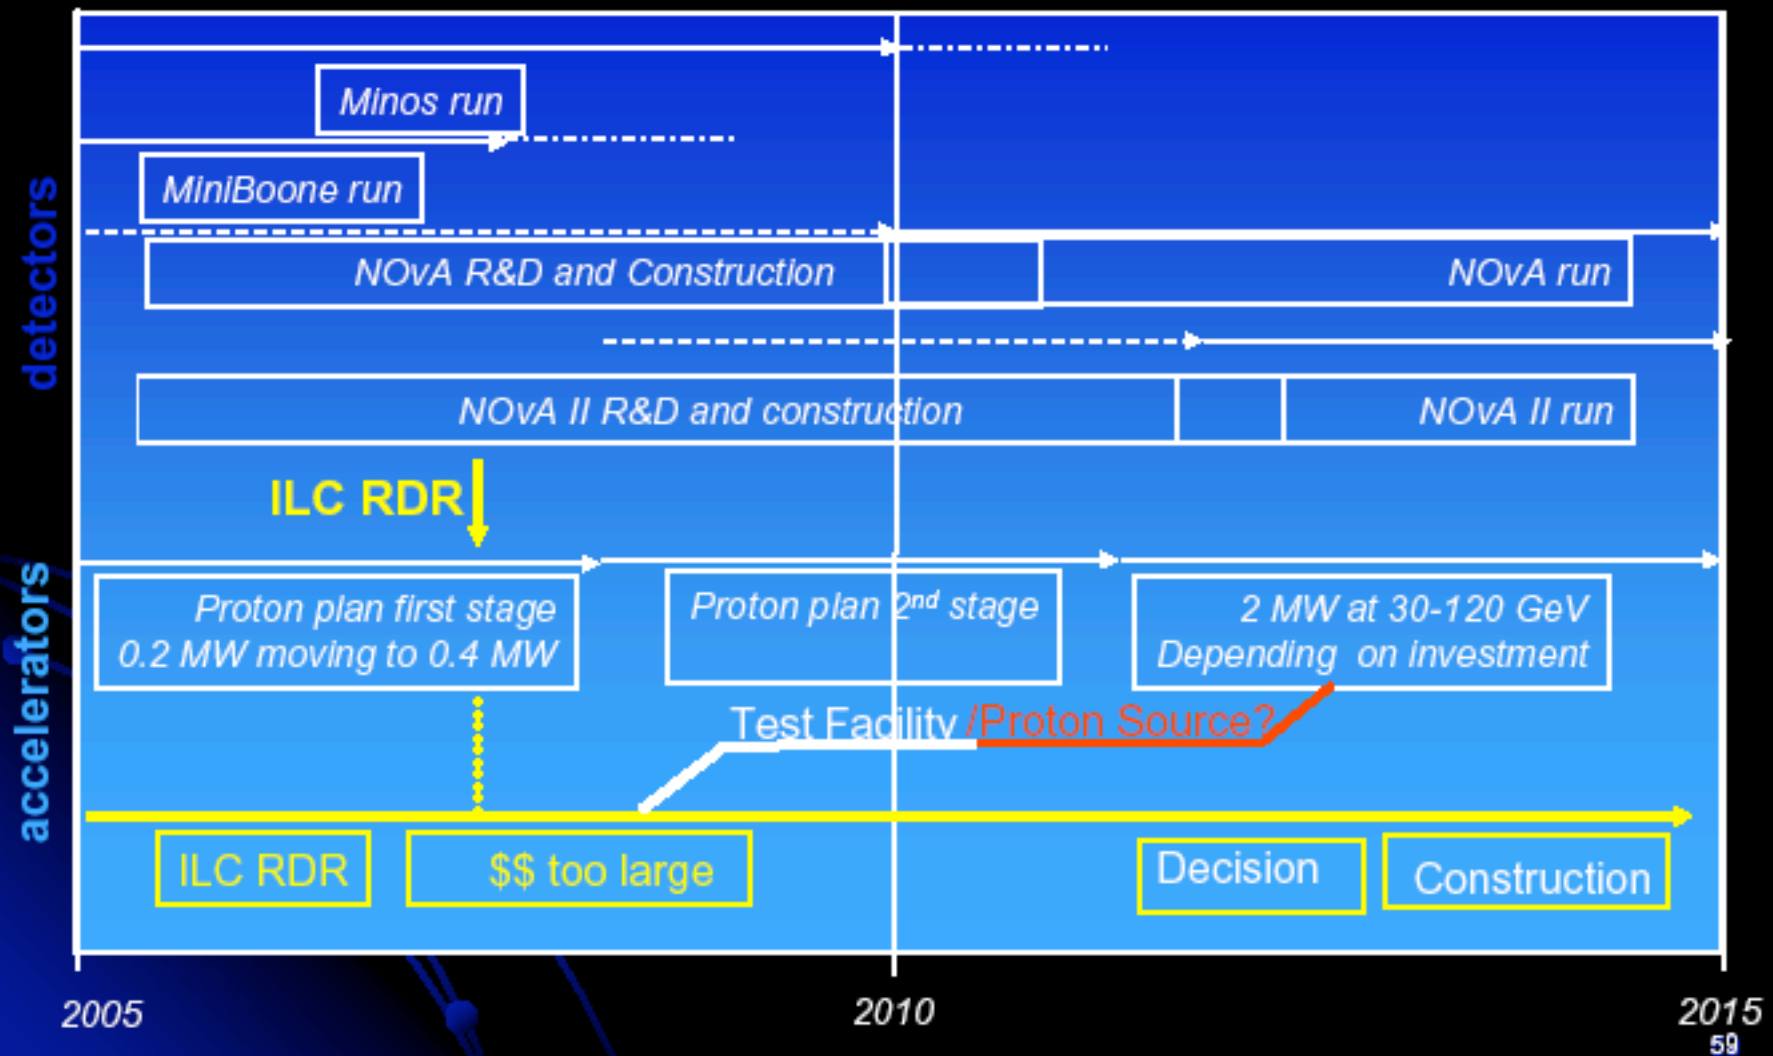 detectors
Minos run
MiniBoone run
NOvA R&D and Construction
NOvA run
NOvA II R&D and construction
NOvA II run
ILC RDR
accelerators
Proton plan first stage
0.2 MW moving to 0.4 MW
Proton plan 2nd stage
2 MW at 30-120 GeV
Depending on investment
Test Facility /Proton Source?
ILC RDR
$$ too large
Decision
Construction
2005
2010
2015
59